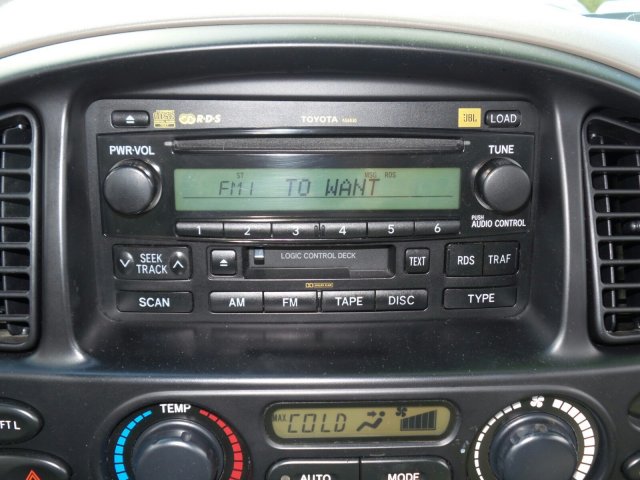 R·D·S
TOYOTA
JBL
LOAD
PWR·VOL
TUNE
ST
MSG RDS
FM1 TO WANT
1 2 3 4 5 6
PUSH
AUDIO CONTROL
SEEK
TRACK
LOGIC CONTROL DECK
TEXT
RDS TRAF
SCAN
AM FM TAPE DISC
TYPE
FT L
TEMP
MAX COLD
AUTO
MODE